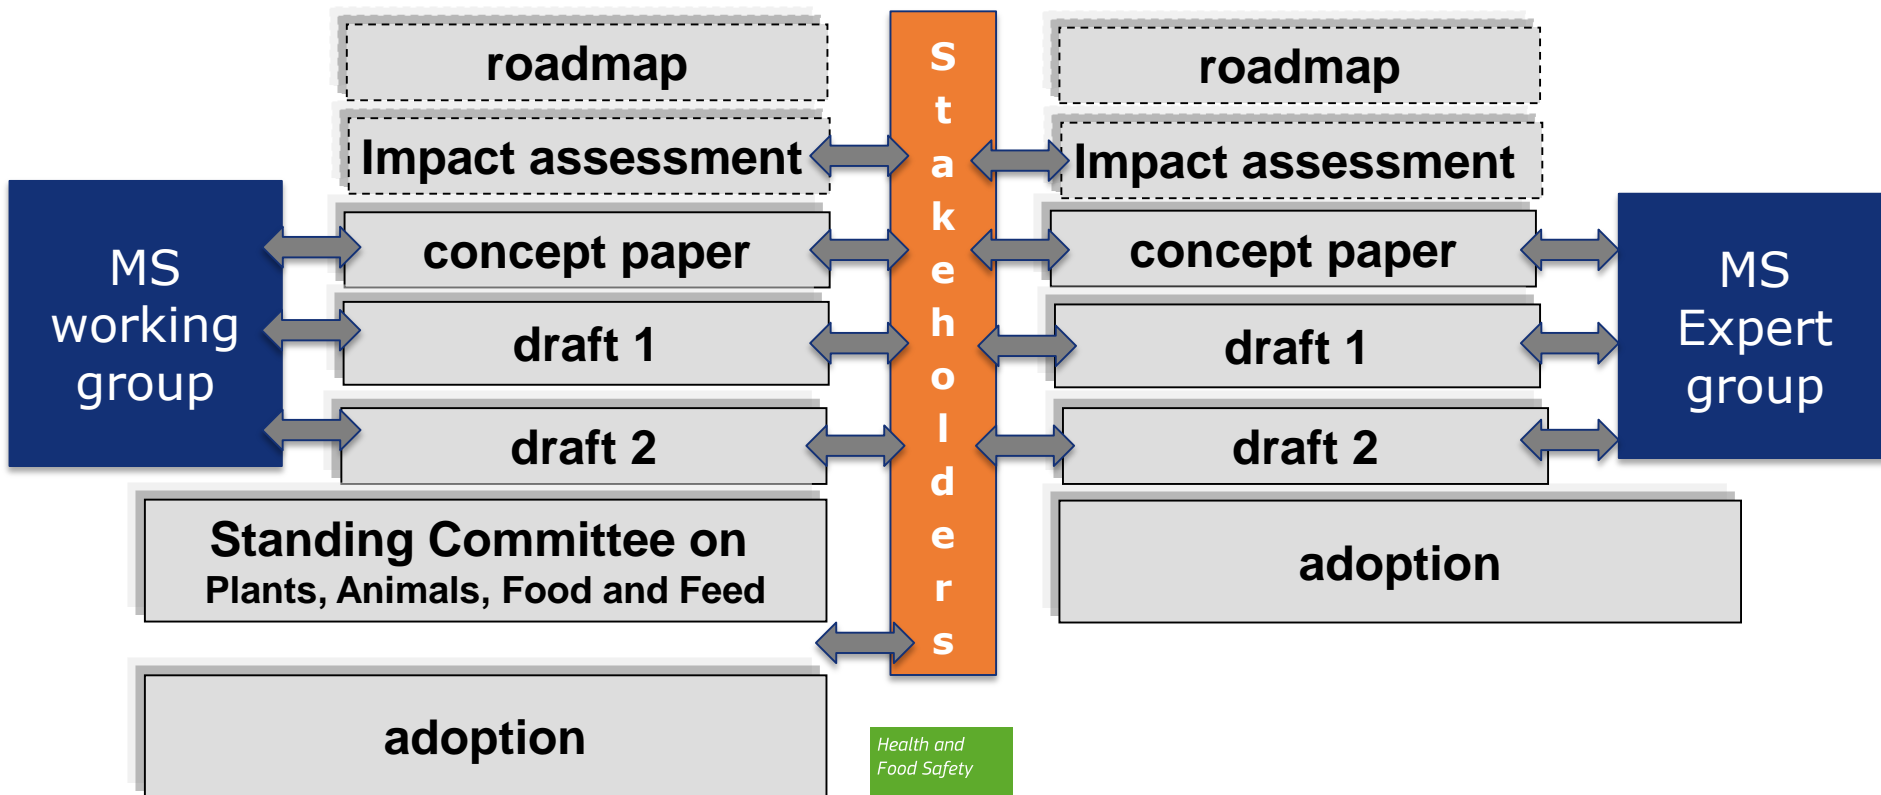 MS
working
group
roadmap
Impact assessment
concept paper
draft 1
draft 2
Standing Committee on
Plants, Animals, Food and Feed
adoption
Stakeholders
roadmap
Impact assessment
concept paper
draft 1
draft 2
adoption
MS
Expert
group
Health and
Food Safety